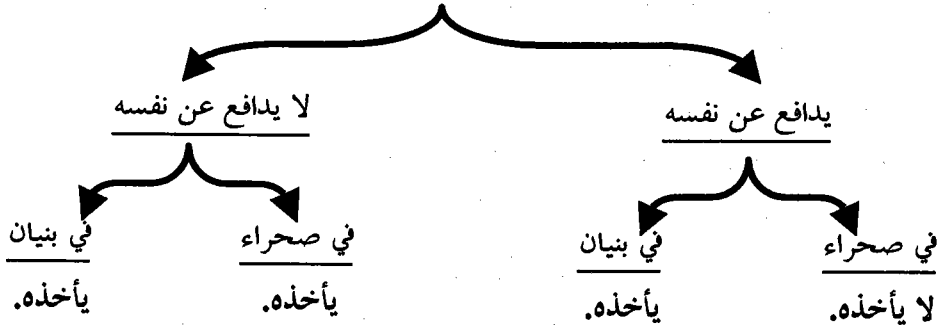 يدافع عن نفسه
لا يدافع عن نفسه
في صحراء
في بنيان
في صحراء
في بنيان
لا يأخذه.
يأخذه.
يأخذه.
يأخذه.